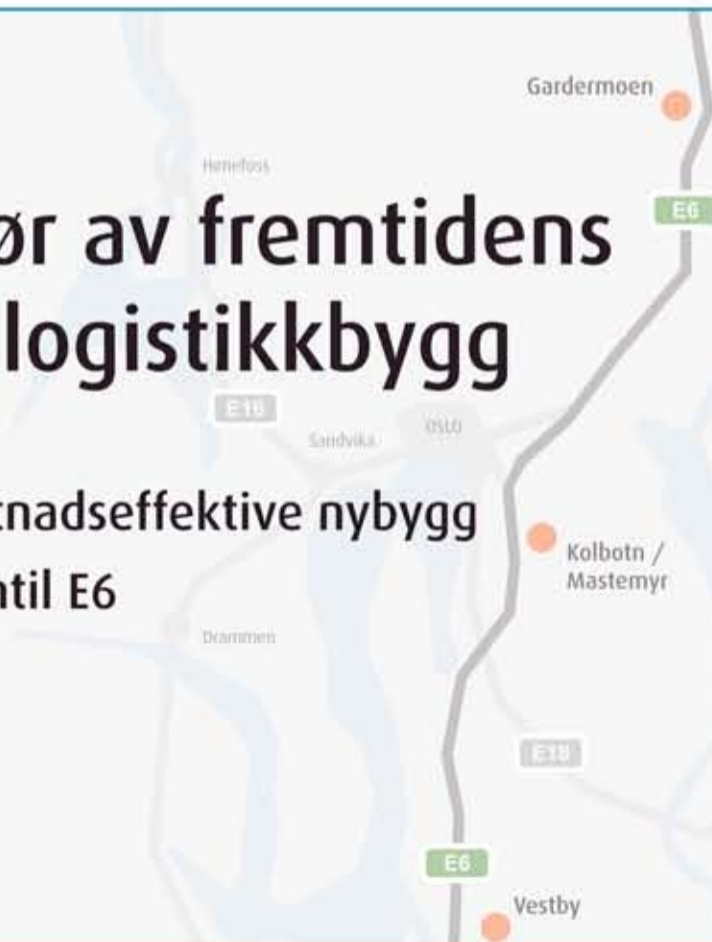 Gardermoen
Hønefoss
ør av fremtidens
E6
logistikkbygg
E16
Sandvika
OSLO
tnadseffektive nybygg
Kolbotn /
Mastemyr
ntil E6
Drammen
E18
E6
Vestby